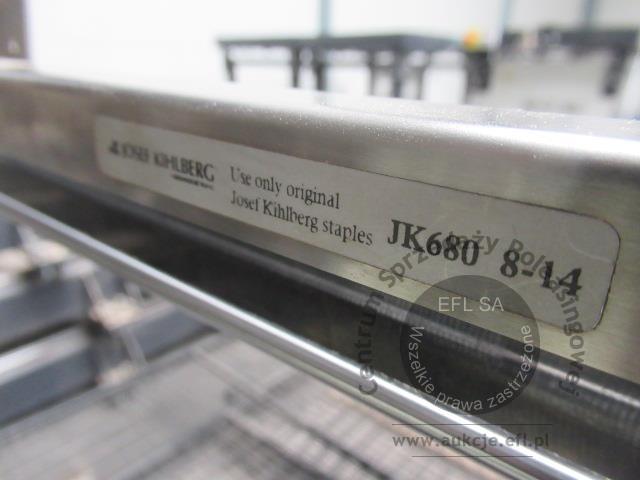 JOSEF KIHLBERG
Use only original
Josef Kihlberg staples
JK680 8-14
Centrum Sprzedaży Poleasingowej
EFL SA
Wszelkie prawa zastrzeżone
www.aukcje.efl.pl